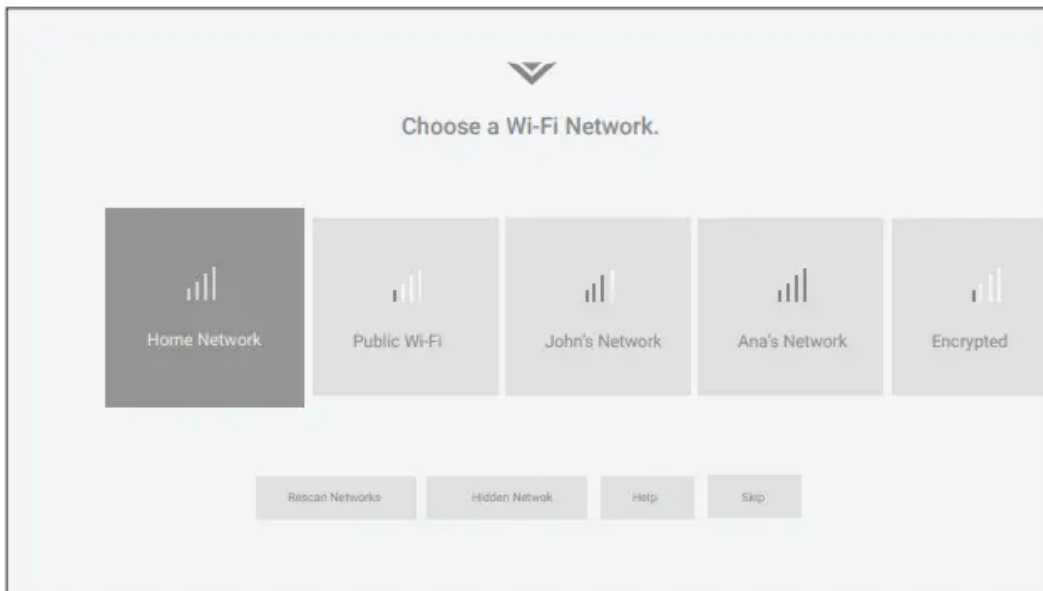 Choose a Wi-Fi Network.
Home Network
Public Wi-Fi
John's Network
Ana's Network
Encrypted
Rescan Networks
Hidden Netwok
Help
Skip